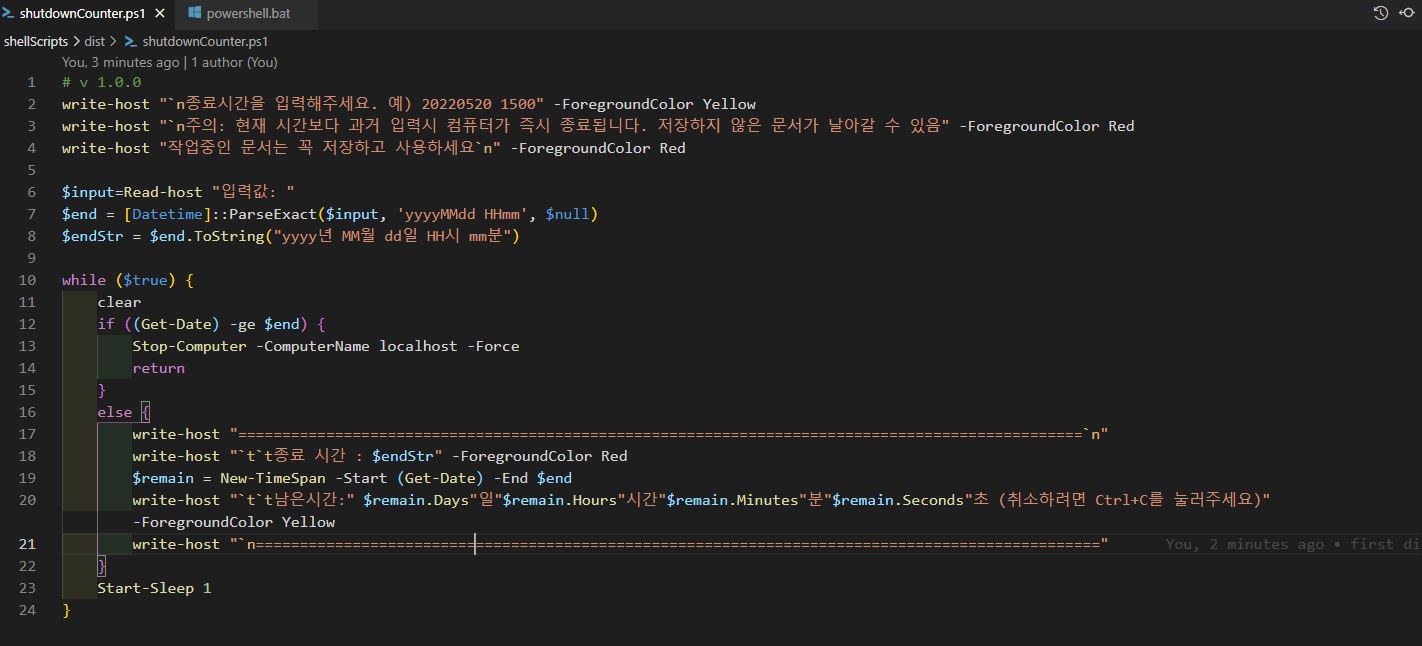 shutdownCounter.ps1 powershell.bat
shellScripts > dist > shutdownCounter.ps1
You, 3 minutes ago | 1 author (You)
1 # v 1.0.0
2 write-host "`n종료시간을 입력해주세요. 예) 20220520 1500" -ForegroundColor Yellow
3 write-host "`n주의: 현재 시간보다 과거 입력시 컴퓨터가 즉시 종료됩니다. 저장하지 않은 문서가 날아갈 수 있음" -ForegroundColor Red
4 write-host "작업중인 문서는 꼭 저장하고 사용하세요`n" -ForegroundColor Red
5
6 $input=Read-host "입력값: "
7 $end = [Datetime]::ParseExact($input, 'yyyyMMdd HHmm', $null)
8 $endStr = $end.ToString("yyyy년 MM월 dd일 HH시 mm분")
9
10 while ($true) {
11 clear
12 if ((Get-Date) -ge $end) {
13 Stop-Computer -ComputerName localhost -Force
14 return
15 }
16 else {
17 write-host "================================================================================================`n"
18 write-host "`t`t종료 시간 : $endStr" -ForegroundColor Red
19 $remain = New-TimeSpan -Start (Get-Date) -End $end
20 write-host "`t`t남은시간:" $remain.Days"일"$remain.Hours"시간"$remain.Minutes"분"$remain.Seconds"초 (취소하려면 Ctrl+C를 눌러주세요)"
-ForegroundColor Yellow
21 write-host "`n================================================================================================" You, 2 minutes ago • first di
22 }
23 Start-Sleep 1
24 }